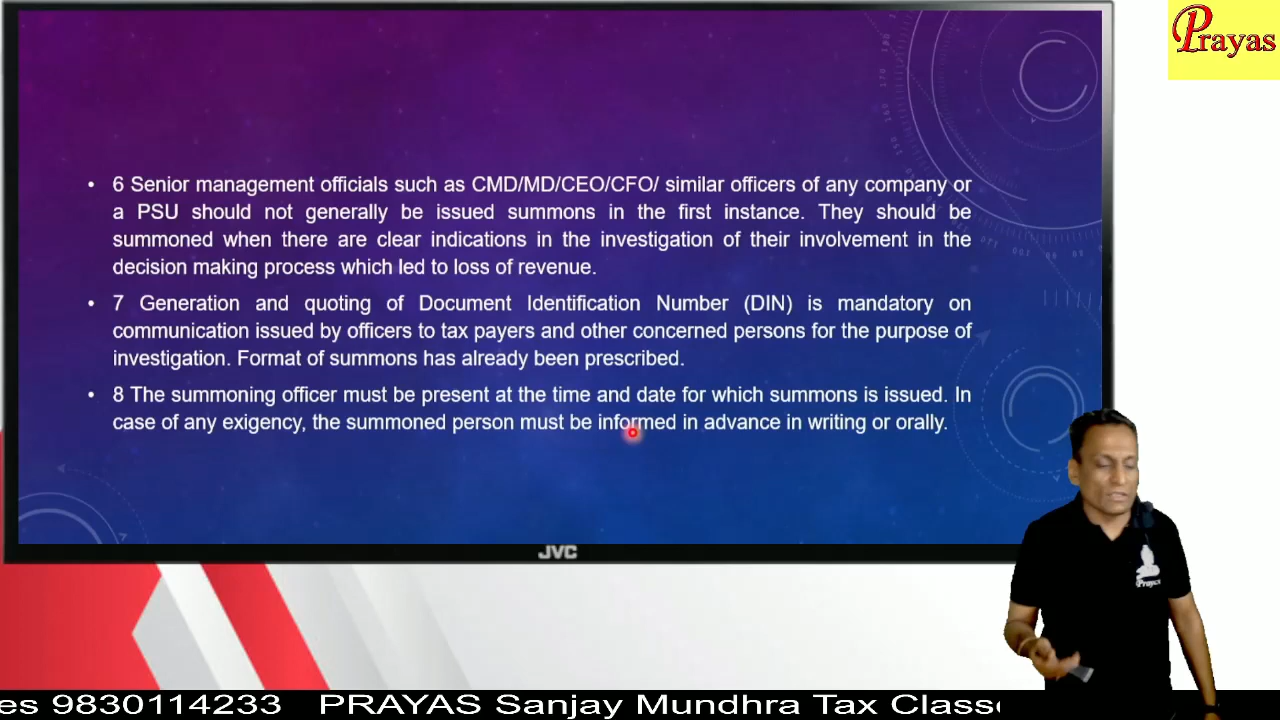 Prayas
• 6 Senior management officials such as CMD/MD/CEO/CFO/ similar officers of any company or
a PSU should not generally be issued summons in the first instance. They should be
summoned when there are clear indications in the investigation of their involvement in the
decision making process which led to loss of revenue.
• 7 Generation and quoting of Document Identification Number (DIN) is mandatory on
communication issued by officers to tax payers and other concerned persons for the purpose of
investigation. Format of summons has already been prescribed.
• 8 The summoning officer must be present at the time and date for which summons is issued. In
case of any exigency, the summoned person must be informed in advance in writing or orally.
JVC
Prayas
es 9830114233 PRAYAS Sanjay Mundhra Tax Classe